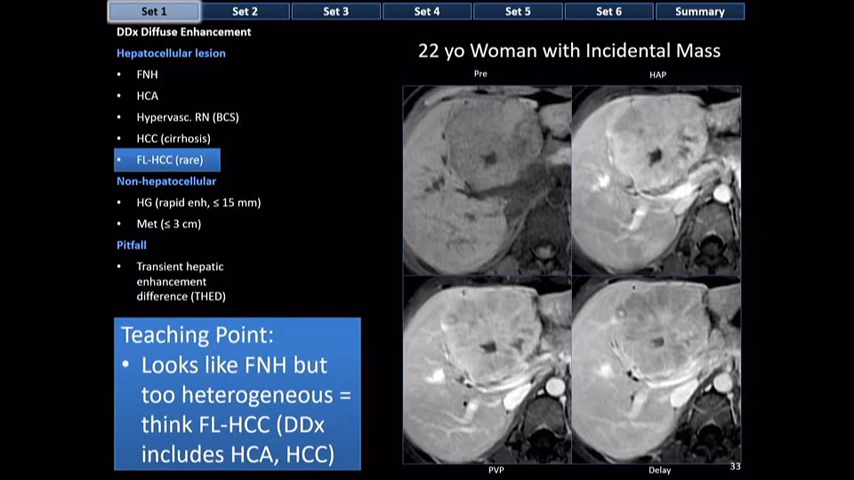 Set 1 Set 2 Set 3 Set 4 Set 5 Set 6 Summary
DDx Diffuse Enhancement
Hepatocellular lesion
• FNH
• HCA
• Hypervasc. RN (BCS)
• HCC (cirrhosis)
• FL-HCC (rare)
Non-hepatocellular
• HG (rapid enh, ≤ 15 mm)
• Met (≤ 3 cm)
Pitfall
• Transient hepatic
enhancement
difference (THED)
Teaching Point:
• Looks like FNH but
too heterogeneous =
think FL-HCC (DDx
includes HCA, HCC)
22 yo Woman with Incidental Mass
Pre HAP
PVP Delay
33